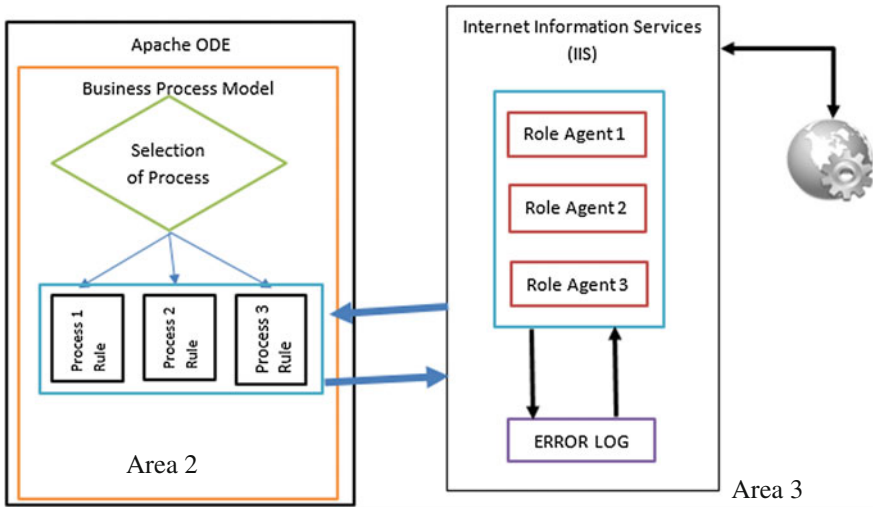 Apache ODE
Business Process Model
Selection
of Process
Process 1
Rule
Process 2
Rule
Process 3
Rule
Area 2
Internet Information Services
(IIS)
Role Agent 1
Role Agent 2
Role Agent 3
ERROR LOG
Area 3